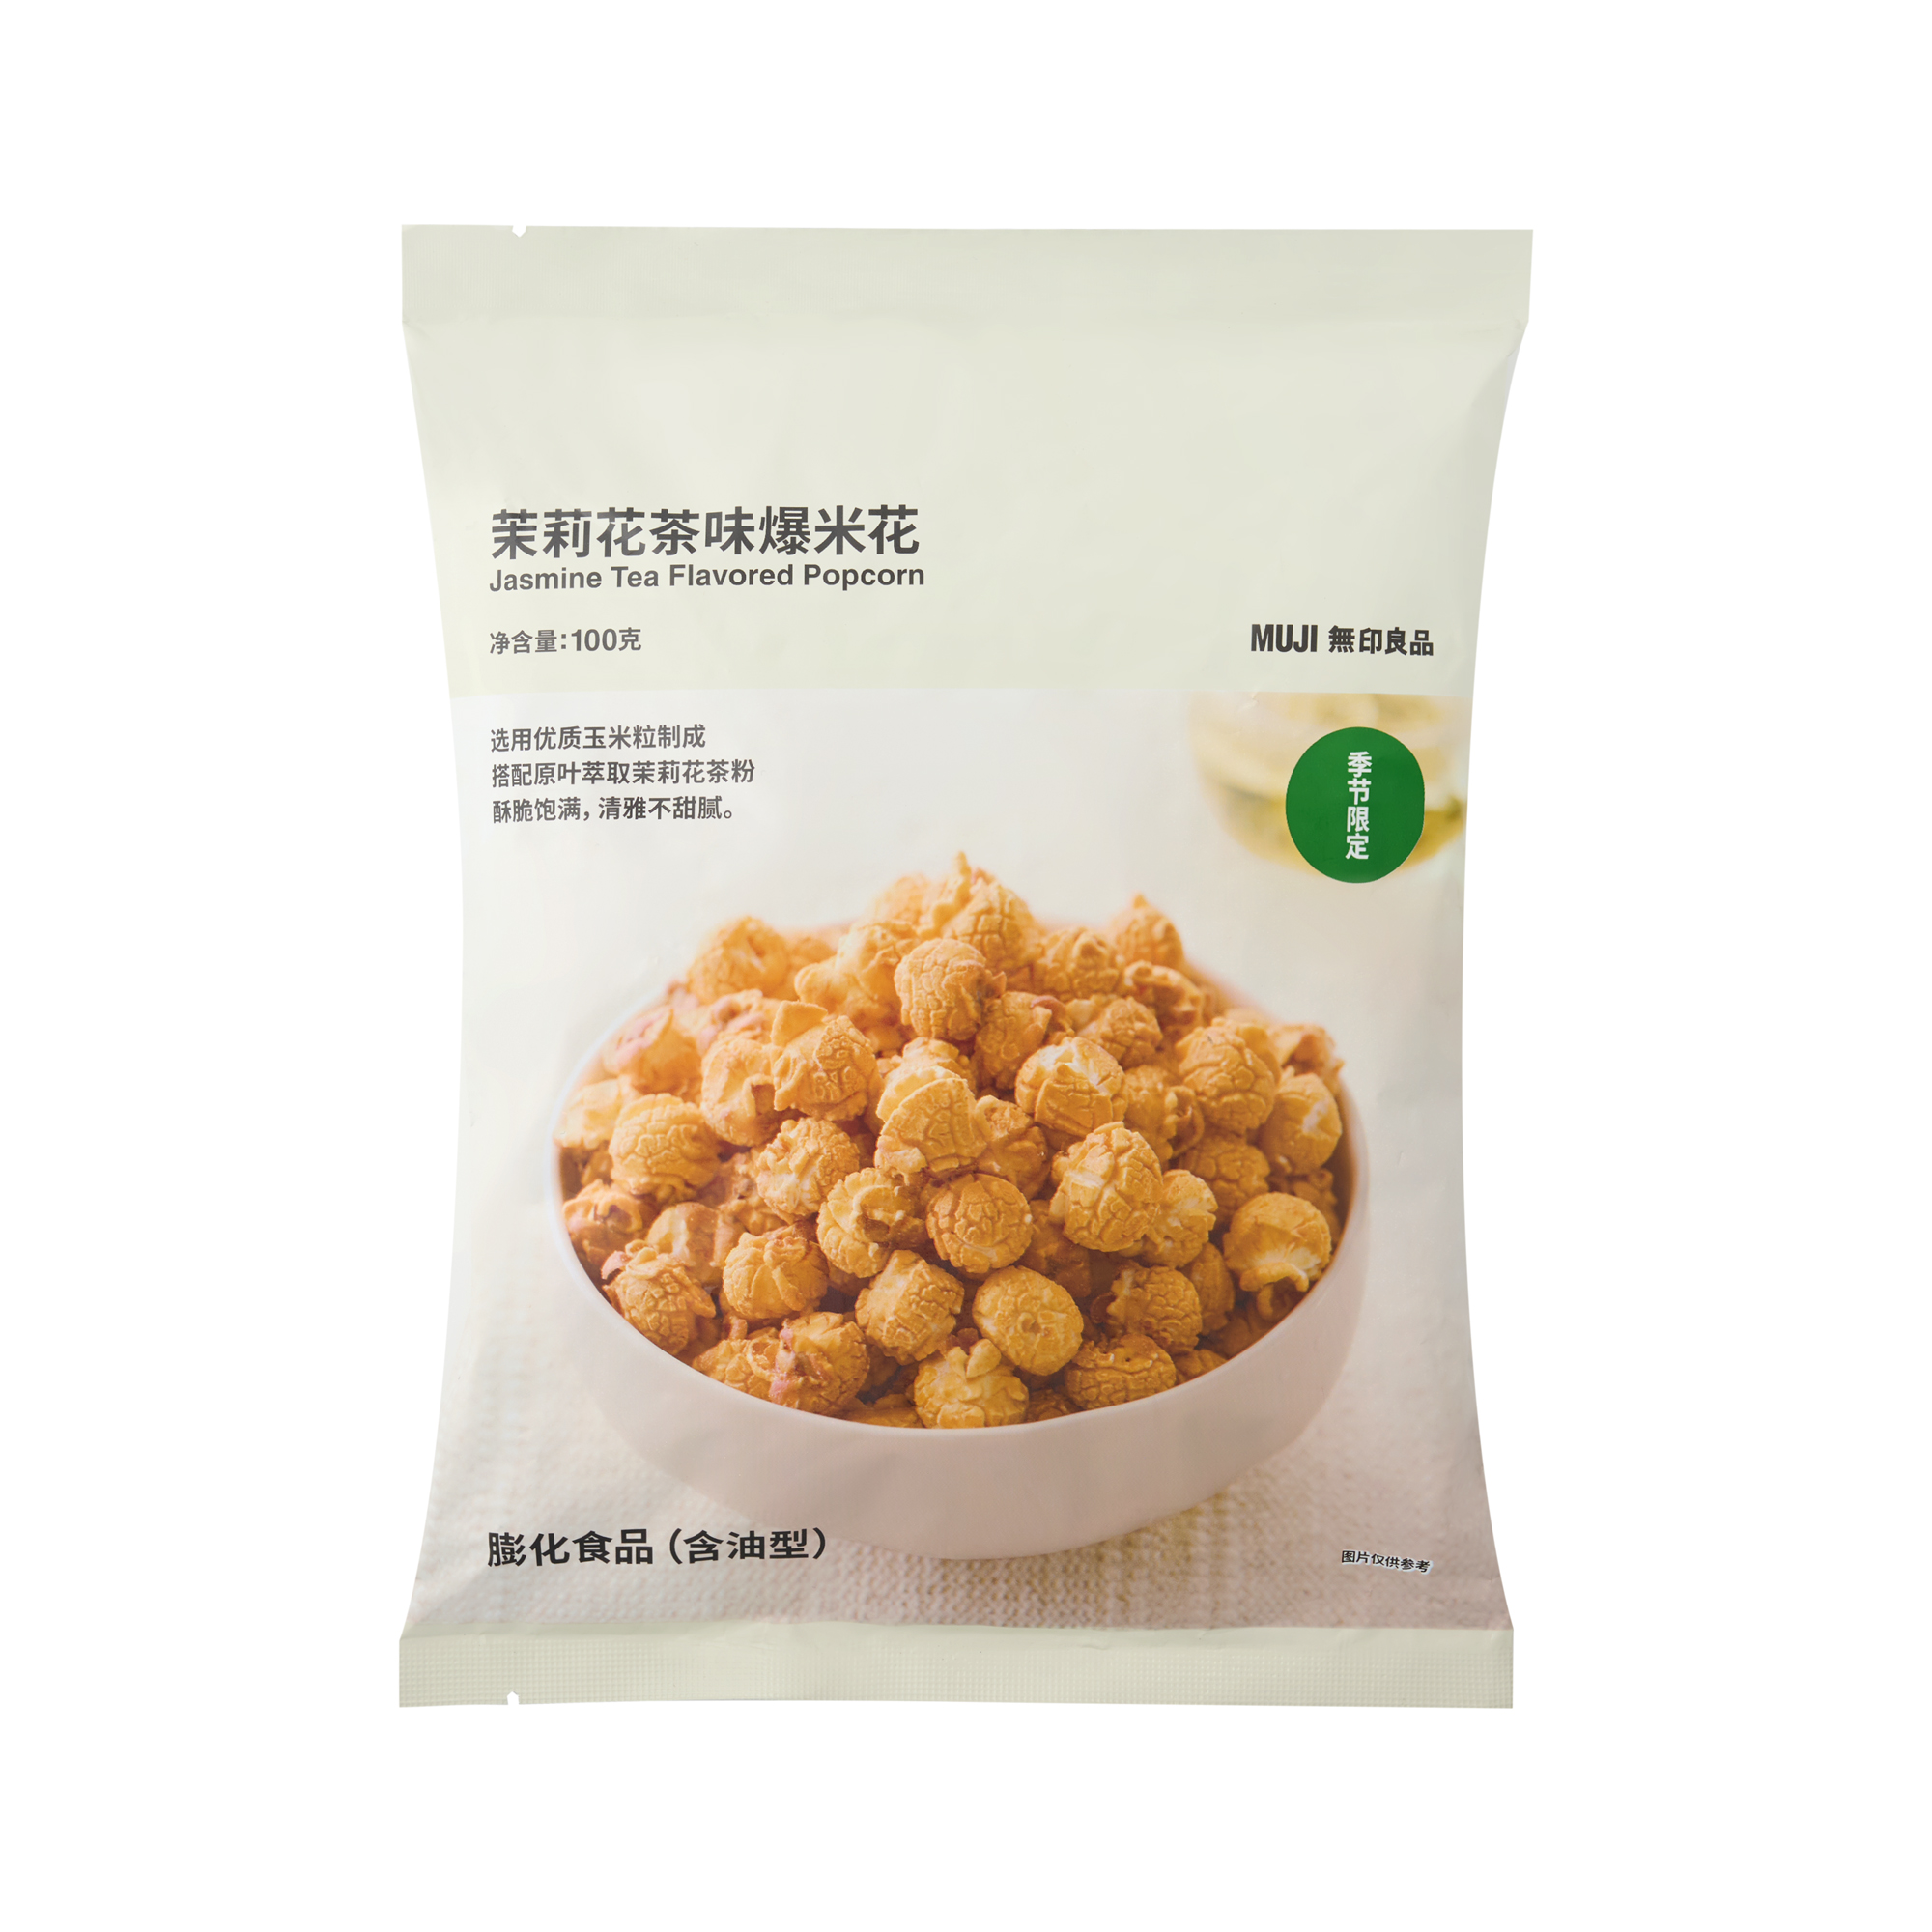 茉莉花茶味爆米花
Jasmine Tea Flavored Popcorn
净含量:100克
MUJI 無印良品
选用优质玉米粒制成
搭配原叶萃取茉莉花茶粉
酥脆饱满,清雅不甜腻。
季节限定
膨化食品(含油型)
图片仅供参考